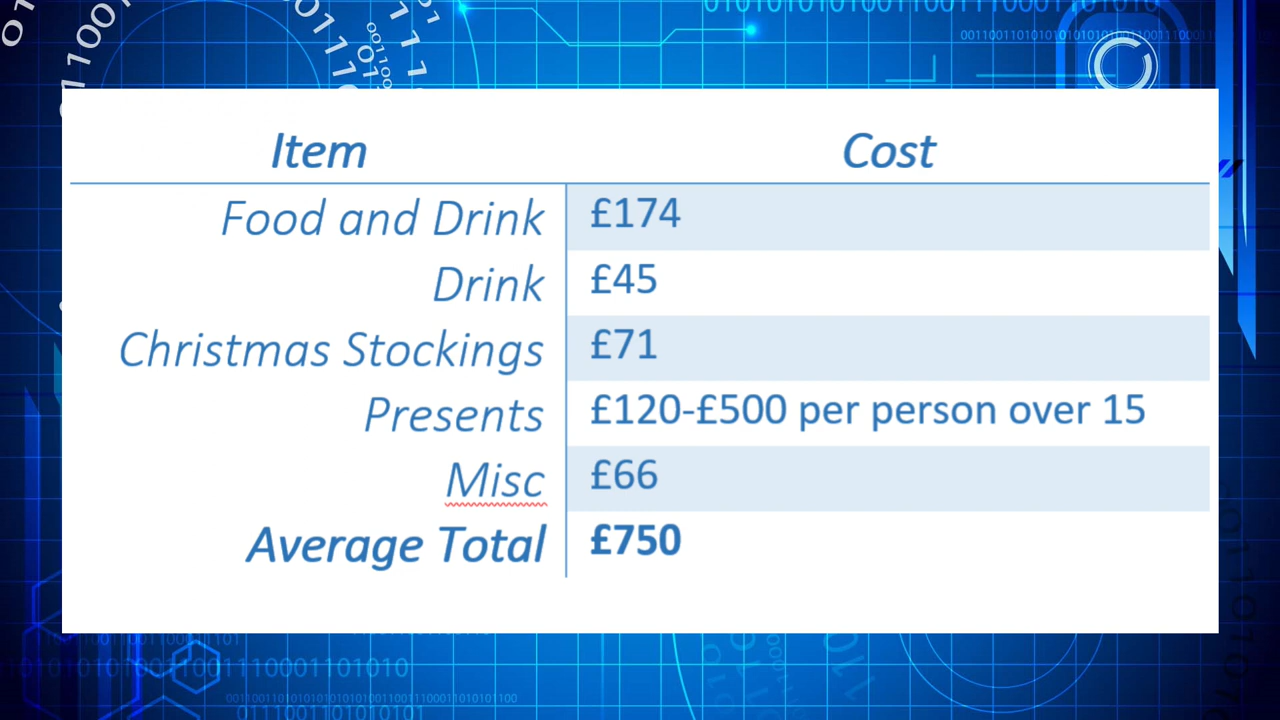 Item Cost
Food and Drink £174
Drink £45
Christmas Stockings £71
Presents £120-£500 per person over 15
Misc £66
Average Total £750